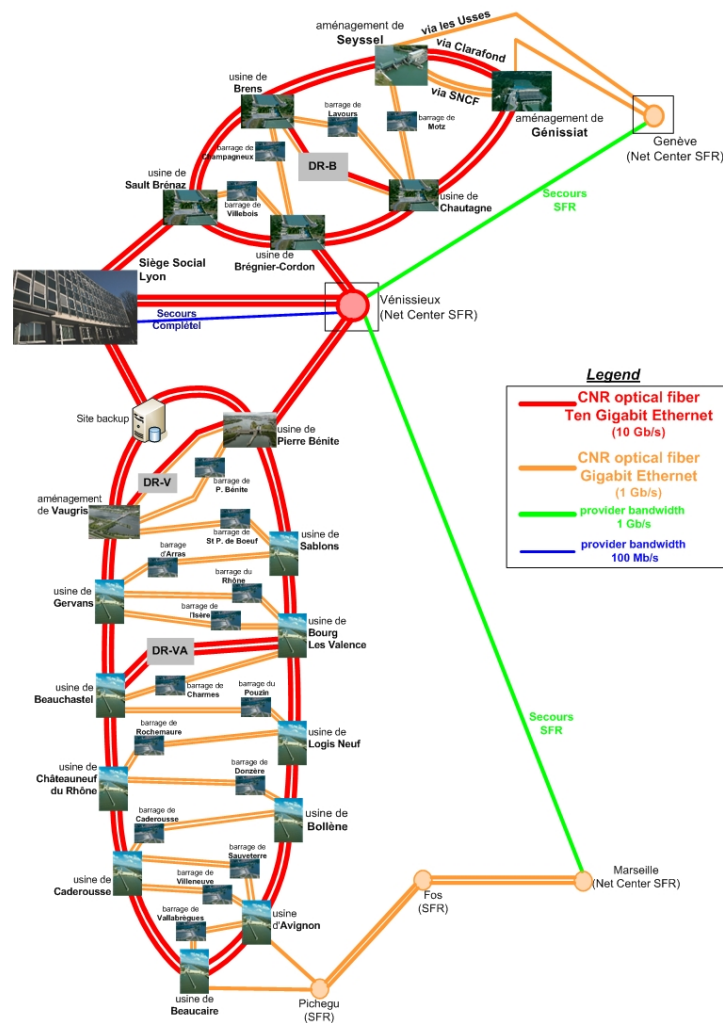 aménagement de
Seyssel
via les Usses
via Clarafond
via SNCF
usine de
Brens
barrage de
Lavours
barrage de
Motz
aménagement de
Génissiat
Genève
(Net Center SFR)
barrage de
Champagneux
DR-B
usine de
Sault Brénaz
barrage de
Villebois
usine de
Chautagne
Secours
SFR
usine de
Brégnier-Cordon
Siège Social
Lyon
Vénissieux
(Net Center SFR)
Secours
Complétel
Legend
CNR optical fiber
Ten Gigabit Ethernet
(10 Gb/s)
CNR optical fiber
Gigabit Ethernet
(1 Gb/s)
provider bandwidth
1 Gb/s
provider bandwidth
100 Mb/s
Site backup
usine de
Pierre Bénite
DR-V
barrage de
P. Bénite
aménagement
de Vaugris
barrage de
St P. de Boeuf
usine de
Sablons
barrage
d'Arras
barrage du
Rhône
usine de
Gervans
barrage de
l'Isère
usine de
Bourg
Les Valence
DR-VA
usine de
Beauchastel
barrage de
Charmes
barrage du
Pouzin
barrage de
Rochemaure
usine de
Logis Neuf
Secours
SFR
usine de
Châteauneuf
du Rhône
barrage de
Donzère
barrage de
Caderousse
usine de
Bollène
barrage de
Sauveterre
usine de
Caderousse
barrage de
Villeneuve
barrage de
Vallabrègues
usine
d'Avignon
Fos
(SFR)
Marseille
(Net Center SFR)
usine de
Beaucaire
Pichegu
(SFR)